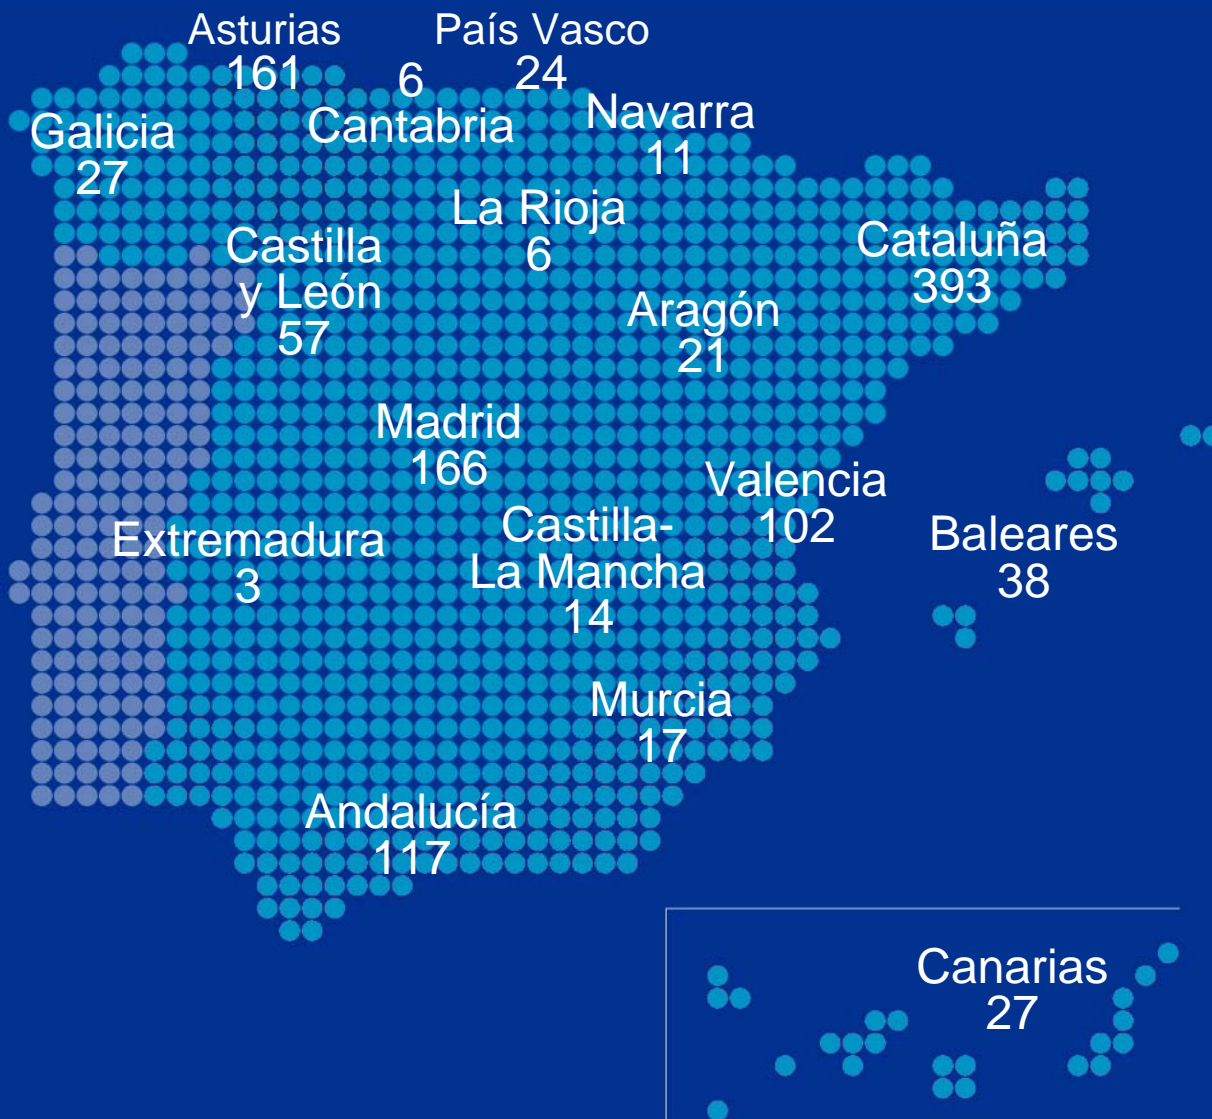 Asturias
161
País Vasco
24
6
Cantabria
Navarra
11
Galicia
27
La Rioja
6
Castilla
y León
57
Cataluña
393
Aragón
21
Madrid
166
Valencia
102
Extremadura
3
Castilla-
La Mancha
14
Baleares
38
Murcia
17
Andalucía
117
Canarias
27